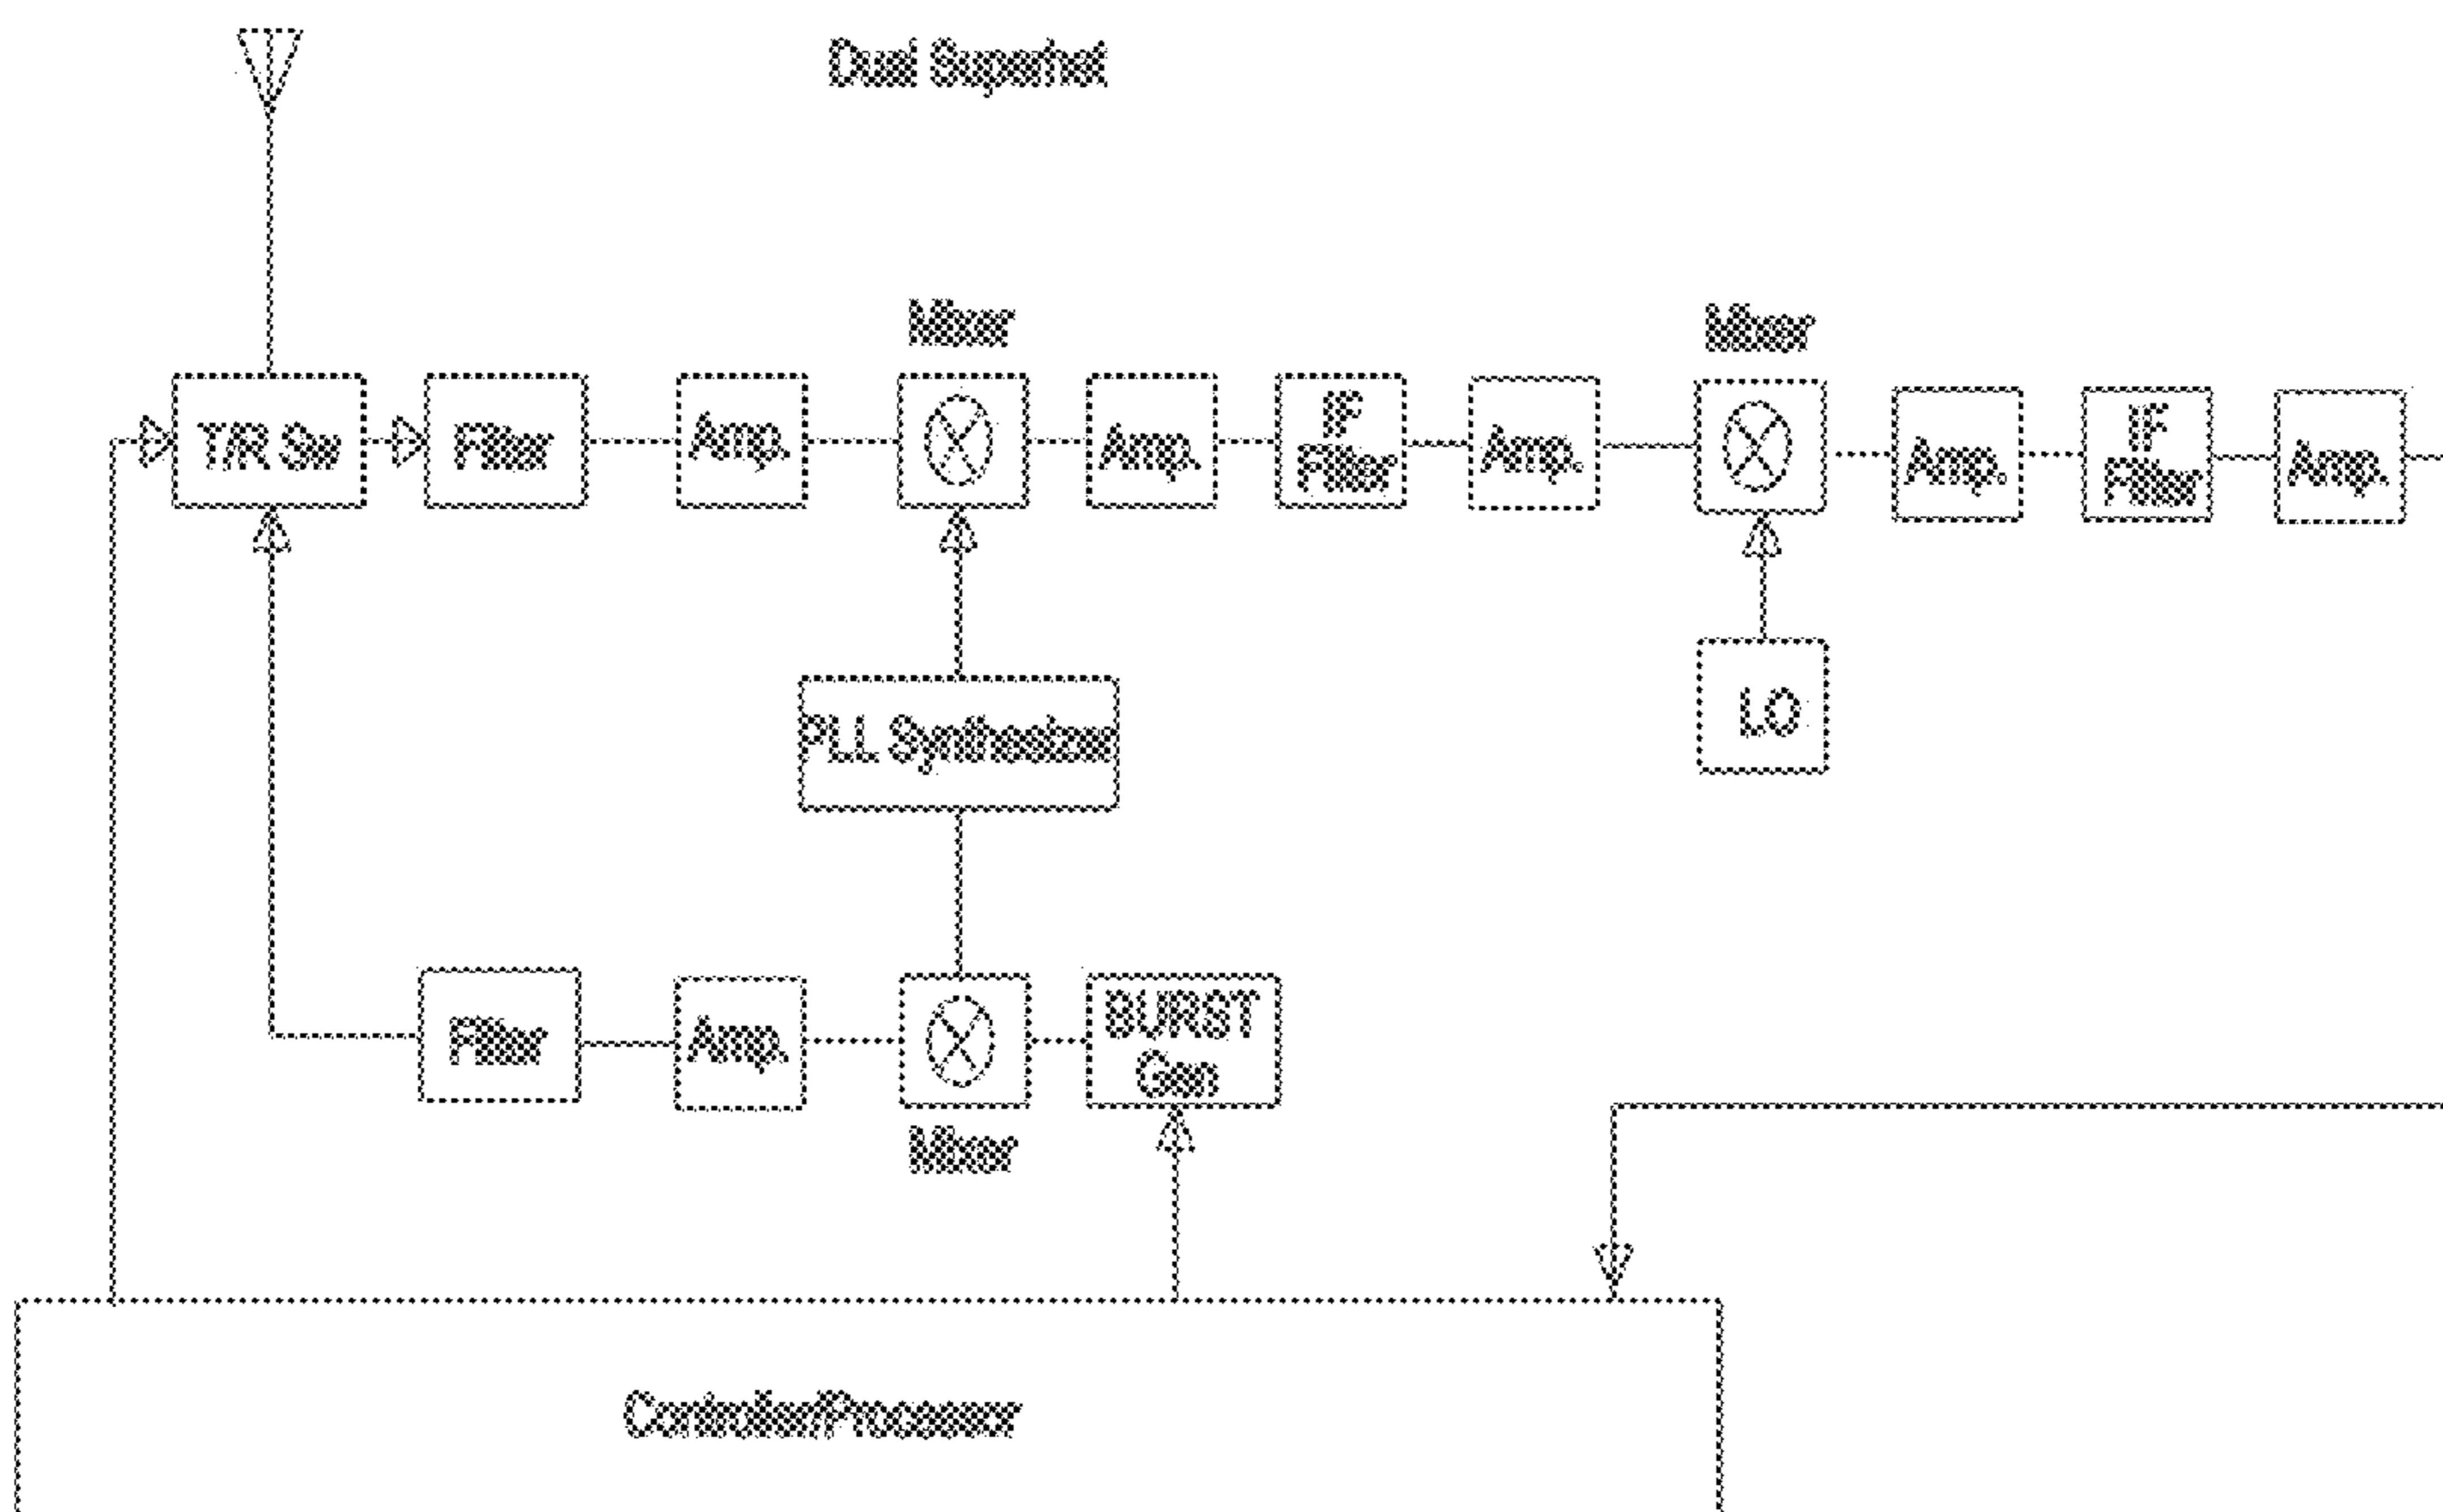 Dual Superhet
Mixer
Mixer
T/R Sw
Filter
Amp.
Amp.
IF
Filter
Amp.
Amp.
IF
Filter
Amp.
PLL Synthesizer
LO
Filter
Amp.
BURST
Gen
Mixer
Controller/Processor